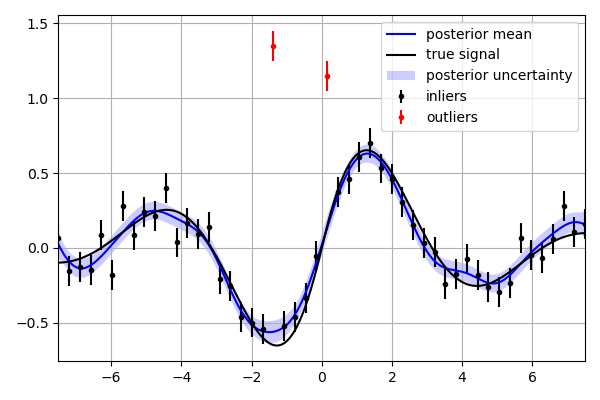 1.5
1.0
0.5
0.0
−0.5
−6
−4
−2
0
2
4
6
posterior mean
true signal
posterior uncertainty
inliers
outliers